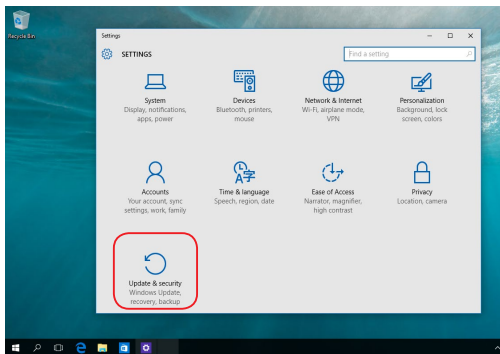 Recycle Bin
Settings
SETTINGS
Find a setting
System
Display, notifications,
apps, power
Devices
Bluetooth, printers,
mouse
Network & Internet
Wi-Fi, airplane mode,
VPN
Personalization
Background, lock
screen, colors
Accounts
Your account, sync
settings, work, family
Time & language
Speech, region, date
Ease of Access
Narrator, magnifier,
high contrast
Privacy
Location, camera
Update & security
Windows Update,
recovery, backup